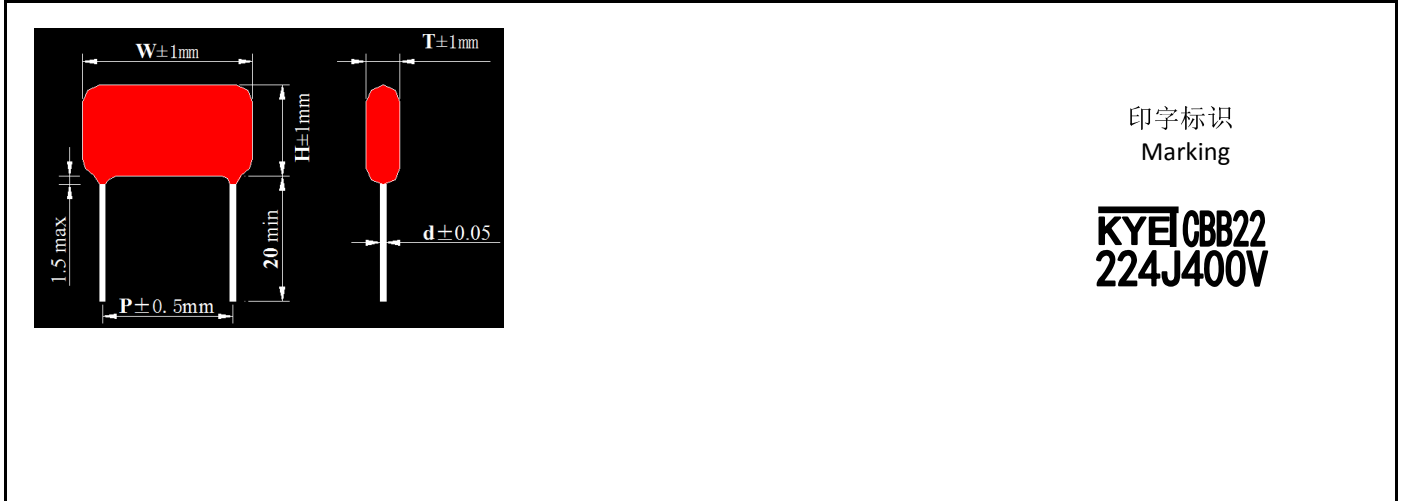 W±1mm
T±1mm
H±1mm
1.5 max
20 min
d±0.05
P±0.5mm
印字标识
Marking
KYET CBB22
224J400V